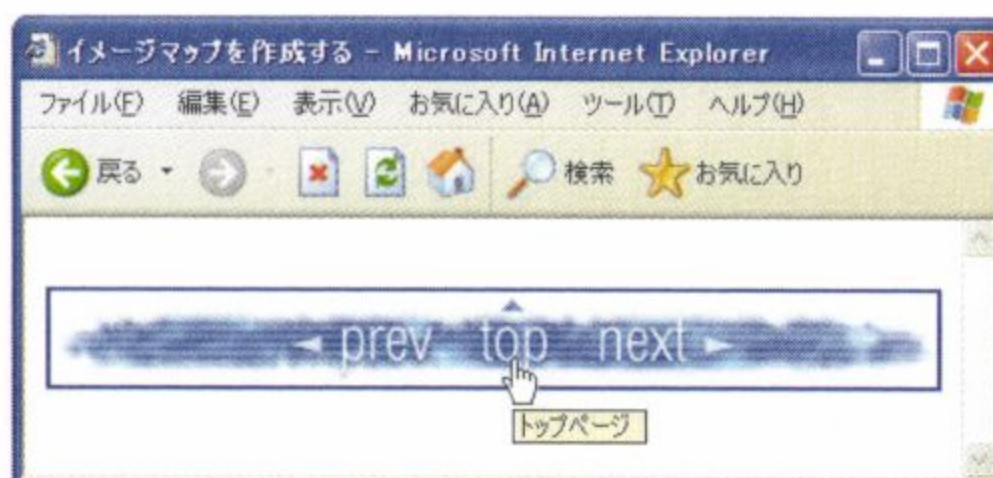 イメージマップを作成する - Microsoft Internet Explorer
ファイル(F) 編集(E) 表示(V) お気に入り(A) ツール(T) ヘルプ(H)
戻る 検索 お気に入り
prev top next
トップページ